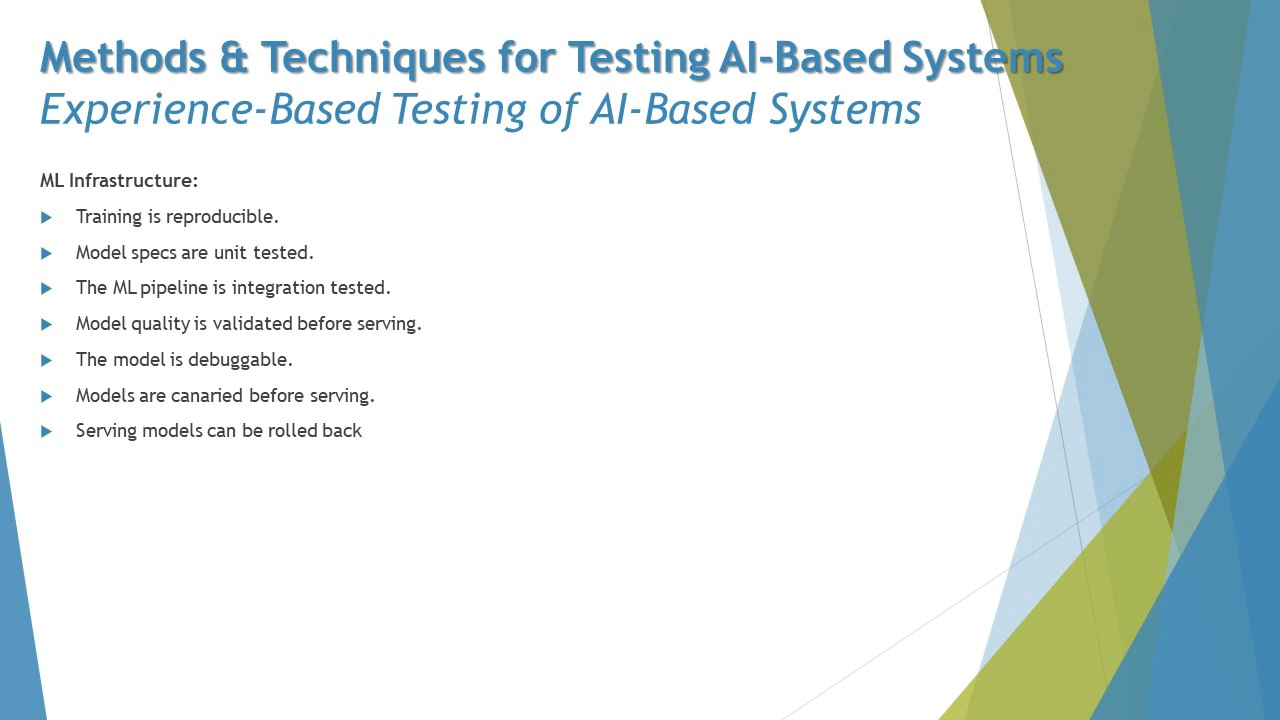 Methods & Techniques for Testing AI-Based Systems
Experience-Based Testing of AI-Based Systems
ML Infrastructure:
Training is reproducible.
Model specs are unit tested.
The ML pipeline is integration tested.
Model quality is validated before serving.
The model is debuggable.
Models are canaried before serving.
Serving models can be rolled back